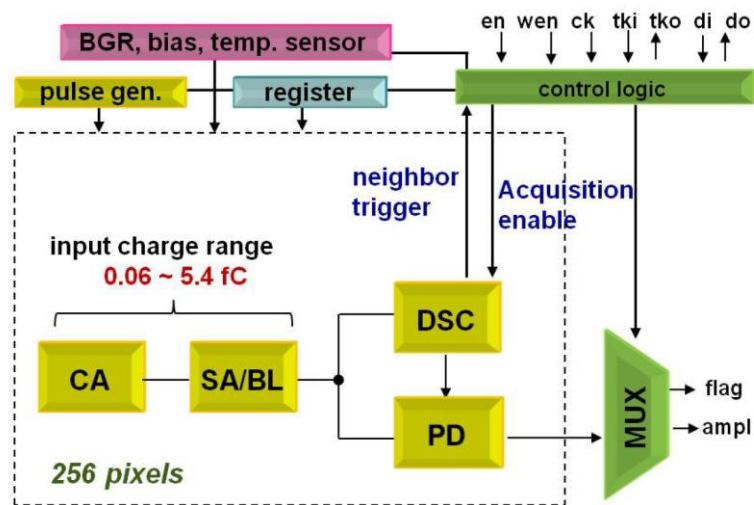 en wen ck tki tko di do
BGR, bias, temp. sensor
pulse gen.
register
control logic
neighbor
trigger
Acquisition
enable
input charge range
0.06 ~ 5.4 fC
DSC
CA
SA/BL
PD
MUX
flag
ampl
256 pixels